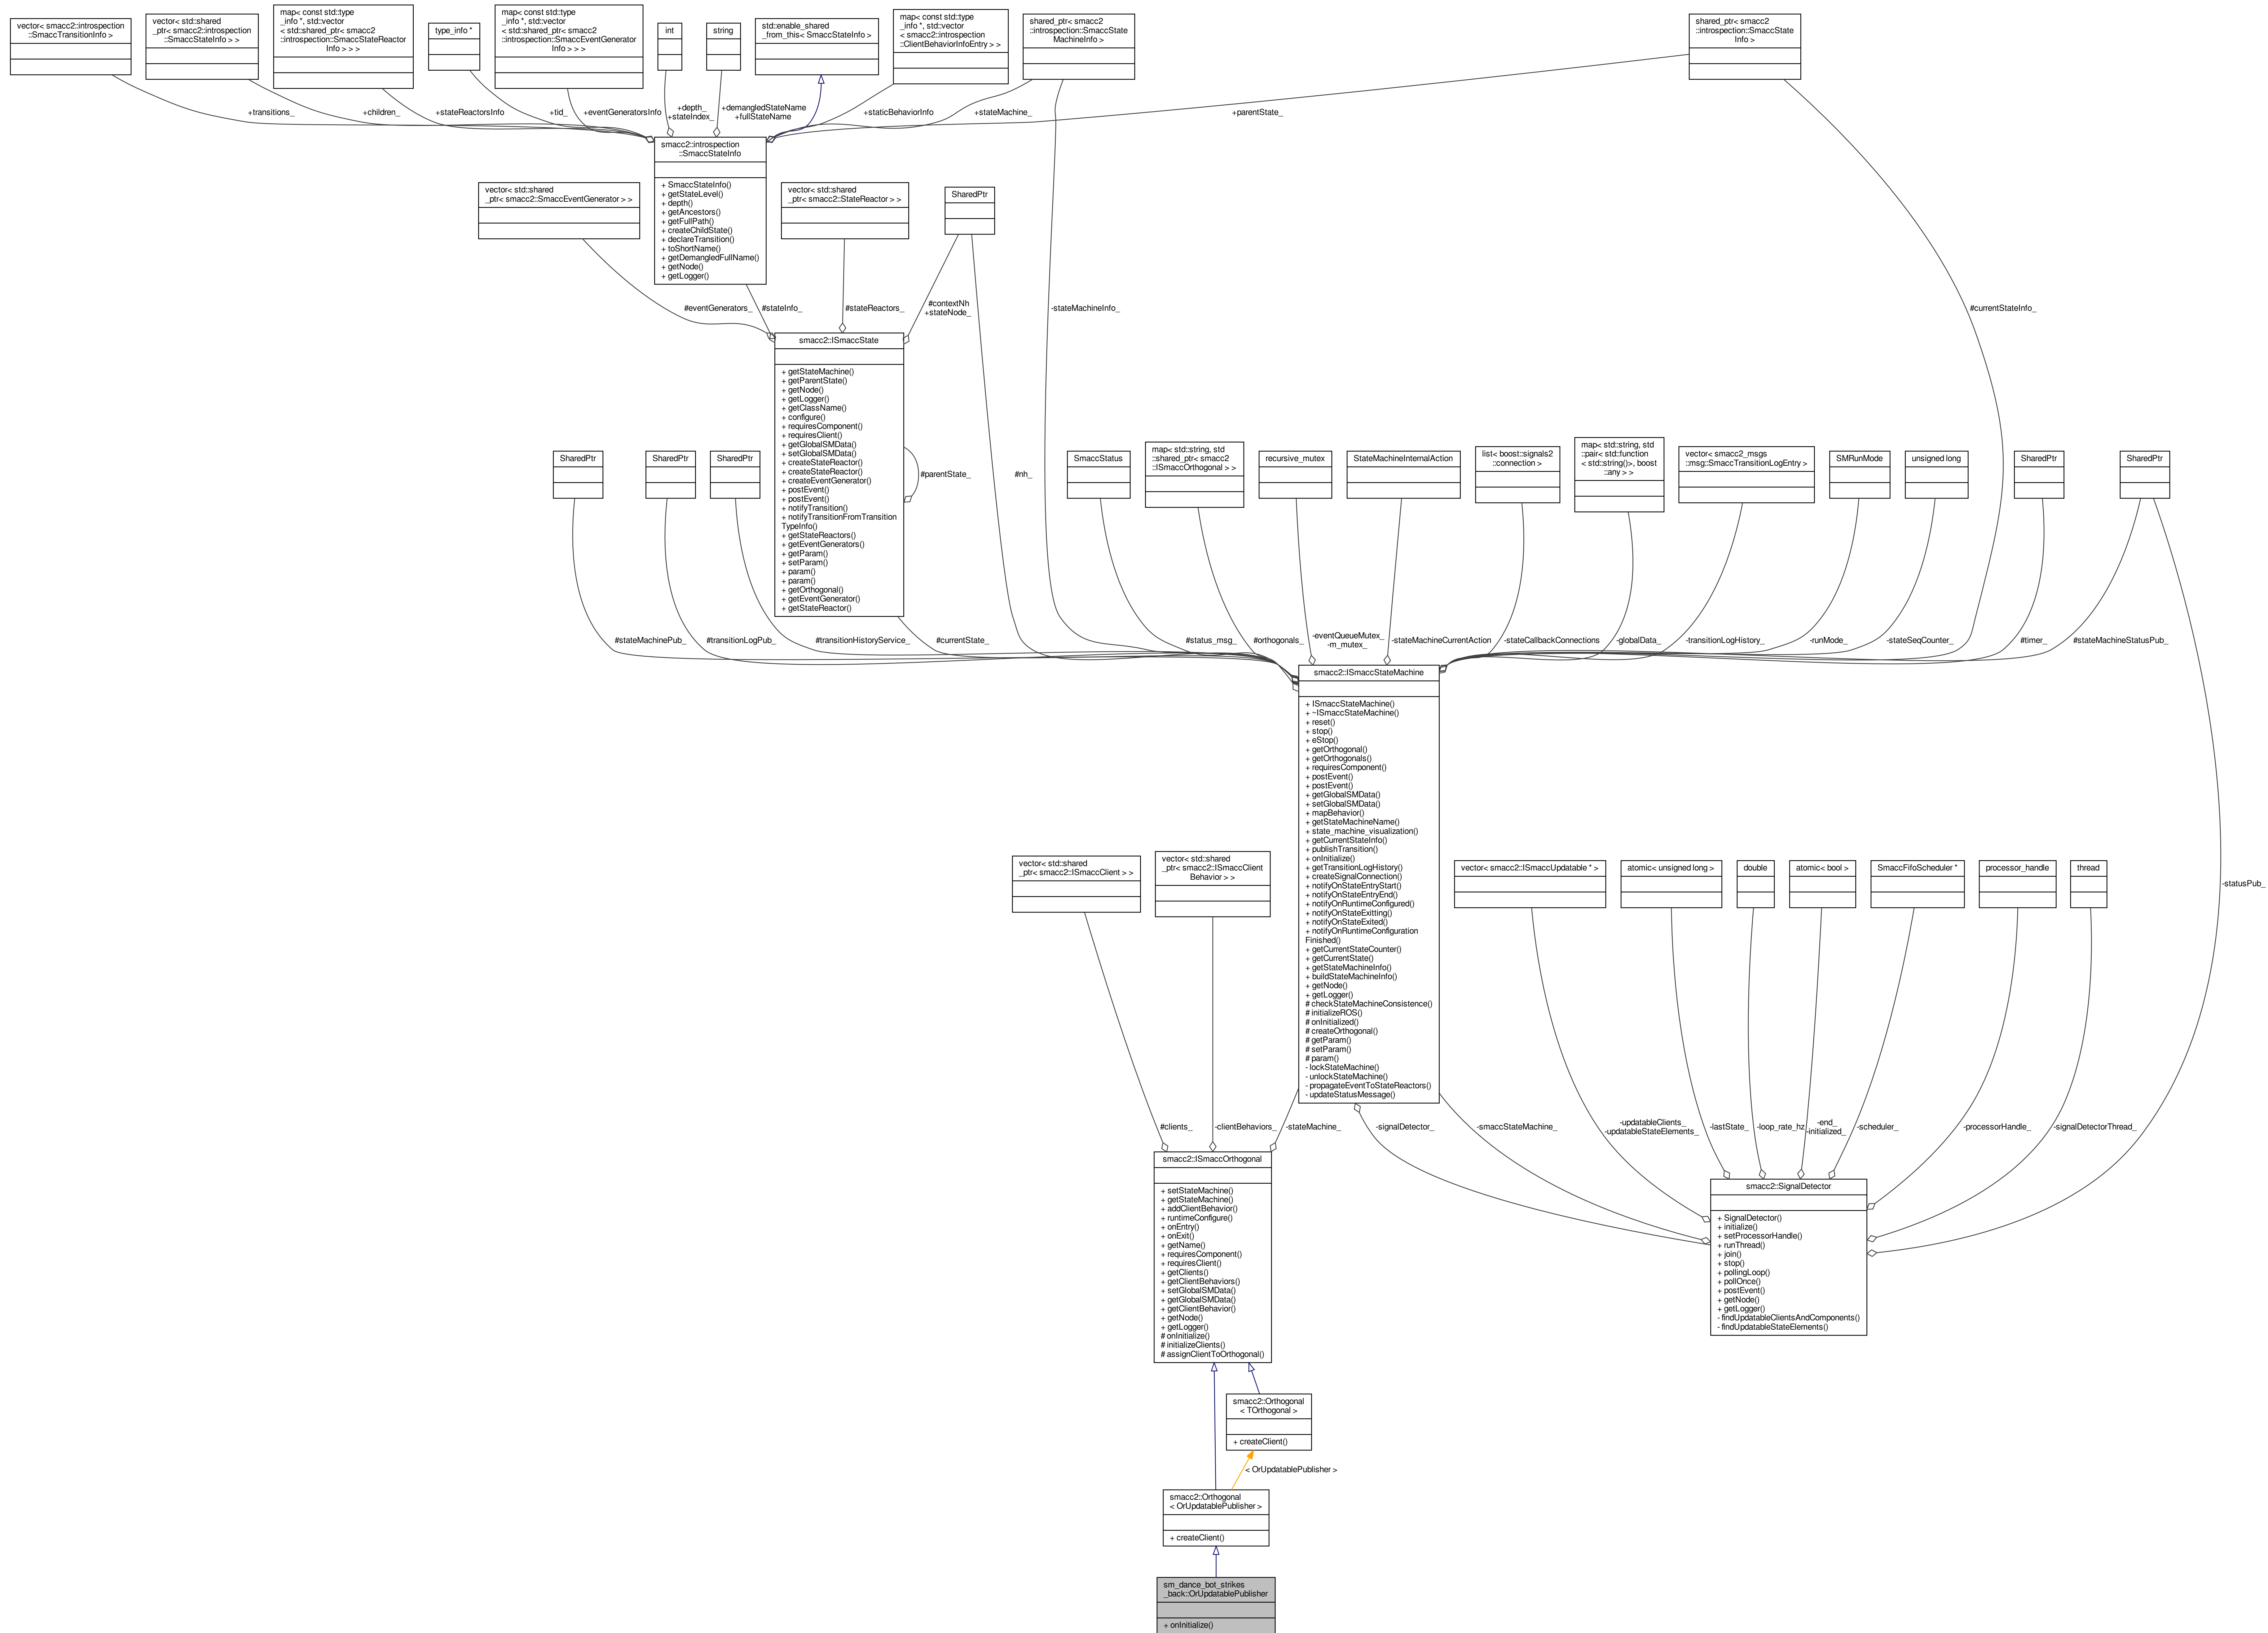 vector< smacc2::introspection
::SmaccTransitionInfo >
vector< std::shared
_ptr< smacc2::introspection
::SmaccStateInfo > >
map< const std::type
_info *, std::vector
< std::shared_ptr< smacc2
::introspection::SmaccStateReactor
Info > > >
type_info *
map< const std::type
_info *, std::vector
< std::shared_ptr< smacc2
::introspection::SmaccEventGenerator
Info > > >
int
string
std::enable_shared
_from_this< SmaccStateInfo >
map< const std::type
_info *, std::vector
< smacc2::introspection
::ClientBehaviorInfoEntry > >
shared_ptr< smacc2
::introspection::SmaccState
MachineInfo >
shared_ptr< smacc2
::introspection::SmaccState
Info >
+transitions_
+children_
+stateReactorsInfo
+tid_
+eventGeneratorsInfo
+depth_
+stateIndex_
+demangledStateName
+fullStateName
+staticBehaviorInfo
+stateMachine_
+parentState_
smacc2::introspection
::SmaccStateInfo
+ SmaccStateInfo()
+ getStateLevel()
+ depth()
+ getAncestors()
+ getFullPath()
+ createChildState()
+ declareTransition()
+ toShortName()
+ getDemangledFullName()
+ getNode()
+ getLogger()
vector< std::shared
_ptr< smacc2::SmaccEventGenerator > >
vector< std::shared
_ptr< smacc2::StateReactor > >
SharedPtr
#eventGenerators_
#stateInfo_
#stateReactors_
#contextNh
+stateNode_
-stateMachineInfo_
#currentStateInfo_
smacc2::ISmaccState
+ getStateMachine()
+ getParentState()
+ getNode()
+ getLogger()
+ getClassName()
+ configure()
+ requiresComponent()
+ requiresClient()
+ getGlobalSMData()
+ setGlobalSMData()
+ createStateReactor()
+ createStateReactor()
+ createEventGenerator()
+ postEvent()
+ postEvent()
+ notifyTransition()
+ notifyTransitionFromTransition
TypeInfo()
+ getStateReactors()
+ getEventGenerators()
+ getParam()
+ setParam()
+ param()
+ param()
+ getOrthogonal()
+ getEventGenerator()
+ getStateReactor()
#parentState_
#nh_
SharedPtr
SharedPtr
SharedPtr
SmaccStatus
map< std::string, std
::shared_ptr< smacc2
::ISmaccOrthogonal > >
recursive_mutex
StateMachineInternalAction
list< boost::signals2
::connection >
map< std::string, std
::pair< std::function
< std::string()>, boost
::any > >
vector< smacc2_msgs
::msg::SmaccTransitionLogEntry >
SMRunMode
unsigned long
SharedPtr
SharedPtr
#stateMachinePub_
#transitionLogPub_
#transitionHistoryService_
#currentState_
#status_msg_
#orthogonals_
-eventQueueMutex_
-m_mutex_
-stateMachineCurrentAction
-stateCallbackConnections
-globalData_
-transitionLogHistory_
-runMode_
-stateSeqCounter_
#timer_
#stateMachineStatusPub_
smacc2::ISmaccStateMachine
+ ISmaccStateMachine()
+ ~ISmaccStateMachine()
+ reset()
+ stop()
+ eStop()
+ getOrthogonal()
+ getOrthogonals()
+ requiresComponent()
+ postEvent()
+ postEvent()
+ getGlobalSMData()
+ setGlobalSMData()
+ mapBehavior()
+ getStateMachineName()
+ state_machine_visualization()
+ getCurrentStateInfo()
+ publishTransition()
+ onInitialize()
+ getTransitionLogHistory()
+ createSignalConnection()
+ notifyOnStateEntryStart()
+ notifyOnStateEntryEnd()
+ notifyOnRuntimeConfigured()
+ notifyOnStateExitting()
+ notifyOnStateExited()
+ notifyOnRuntimeConfiguration
Finished()
+ getCurrentStateCounter()
+ getCurrentState()
+ getStateMachineInfo()
+ buildStateMachineInfo()
+ getNode()
+ getLogger()
# checkStateMachineConsistence()
# initializeROS()
# onInitialized()
# createOrthogonal()
# getParam()
# setParam()
# param()
- lockStateMachine()
- unlockStateMachine()
- propagateEventToStateReactors()
- updateStatusMessage()
vector< std::shared
_ptr< smacc2::ISmaccClient > >
vector< std::shared
_ptr< smacc2::ISmaccClient
Behavior > >
vector< smacc2::ISmaccUpdatable * >
atomic< unsigned long >
double
atomic< bool >
SmaccFifoScheduler *
processor_handle
thread
-statusPub_
#clients_
-clientBehaviors_
-stateMachine_
-signalDetector_
-smaccStateMachine_
-updatableClients_
-updatableStateElements_
-lastState_
-loop_rate_hz
-end_
-initialized_
-scheduler_
-processorHandle_
-signalDetectorThread_
smacc2::ISmaccOrthogonal
+ setStateMachine()
+ getStateMachine()
+ addClientBehavior()
+ runtimeConfigure()
+ onEntry()
+ onExit()
+ getName()
+ requiresComponent()
+ requiresClient()
+ getClients()
+ getClientBehaviors()
+ setGlobalSMData()
+ getGlobalSMData()
+ getClientBehavior()
+ getNode()
+ getLogger()
# onInitialize()
# initializeClients()
# assignClientToOrthogonal()
smacc2::SignalDetector
+ SignalDetector()
+ initialize()
+ setProcessorHandle()
+ runThread()
+ join()
+ stop()
+ pollingLoop()
+ pollOnce()
+ postEvent()
+ getNode()
+ getLogger()
- findUpdatableClientsAndComponents()
- findUpdatableStateElements()
smacc2::Orthogonal
< TOrthogonal >
+ createClient()
< OrUpdatablePublisher >
smacc2::Orthogonal
< OrUpdatablePublisher >
+ createClient()
sm_dance_bot_strikes
_back::OrUpdatablePublisher
+ onInitialize()